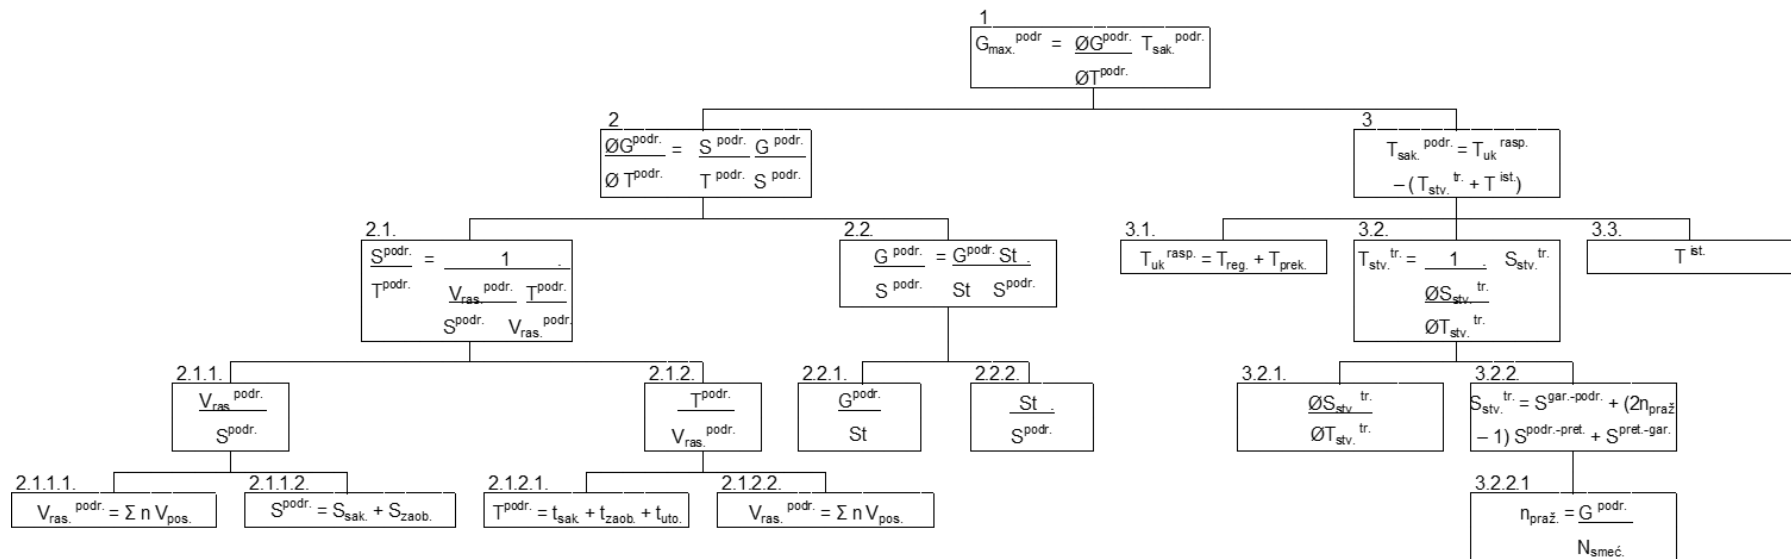 1
G_max.^podr = ØG^podr. T_sak.^podr.
ØT^podr.
2
ØG^podr. = S^podr. G^podr.
Ø T^podr. T^podr. S^podr.
3
T_sak.^podr. = T_uk^rasp.
– (T_stv.^tr. + T^ist.)
2.1.
S^podr. = 1 .
T^podr.
V_ras.^podr. T^podr.
S^podr. V_ras.^podr.
2.2.
G^podr. = G^podr. St .
S^podr. St S^podr.
3.1.
T_uk^rasp. = T_reg. + T_prek.
3.2.
T_stv.^tr. = 1 . S_stv.^tr.
ØS_stv.^tr.
ØT_stv.^tr.
3.3.
T^ist.
2.1.1.
V_ras^podr.
S^podr.
2.1.2.
T^podr.
V_ras.^podr.
2.2.1.
G^podr.
St
2.2.2.
St .
S^podr.
3.2.1.
ØS_stv^tr.
ØT_stv.^tr.
3.2.2.
S_stv.^tr. = S^gar.-podr. + (2n_praž
– 1) S^podr.-pret. + S^pret.-gar.
2.1.1.1.
V_ras.^podr. = Σ n V_pos.
2.1.1.2.
S^podr. = S_sak. + S_zaob.
2.1.2.1.
T^podr. = t_sak. + t_zaob. + t_uto.
2.1.2.2.
V_ras.^podr. = Σ n V_pos.
3.2.2.1
n_praž. = G^podr.
N_smeć.